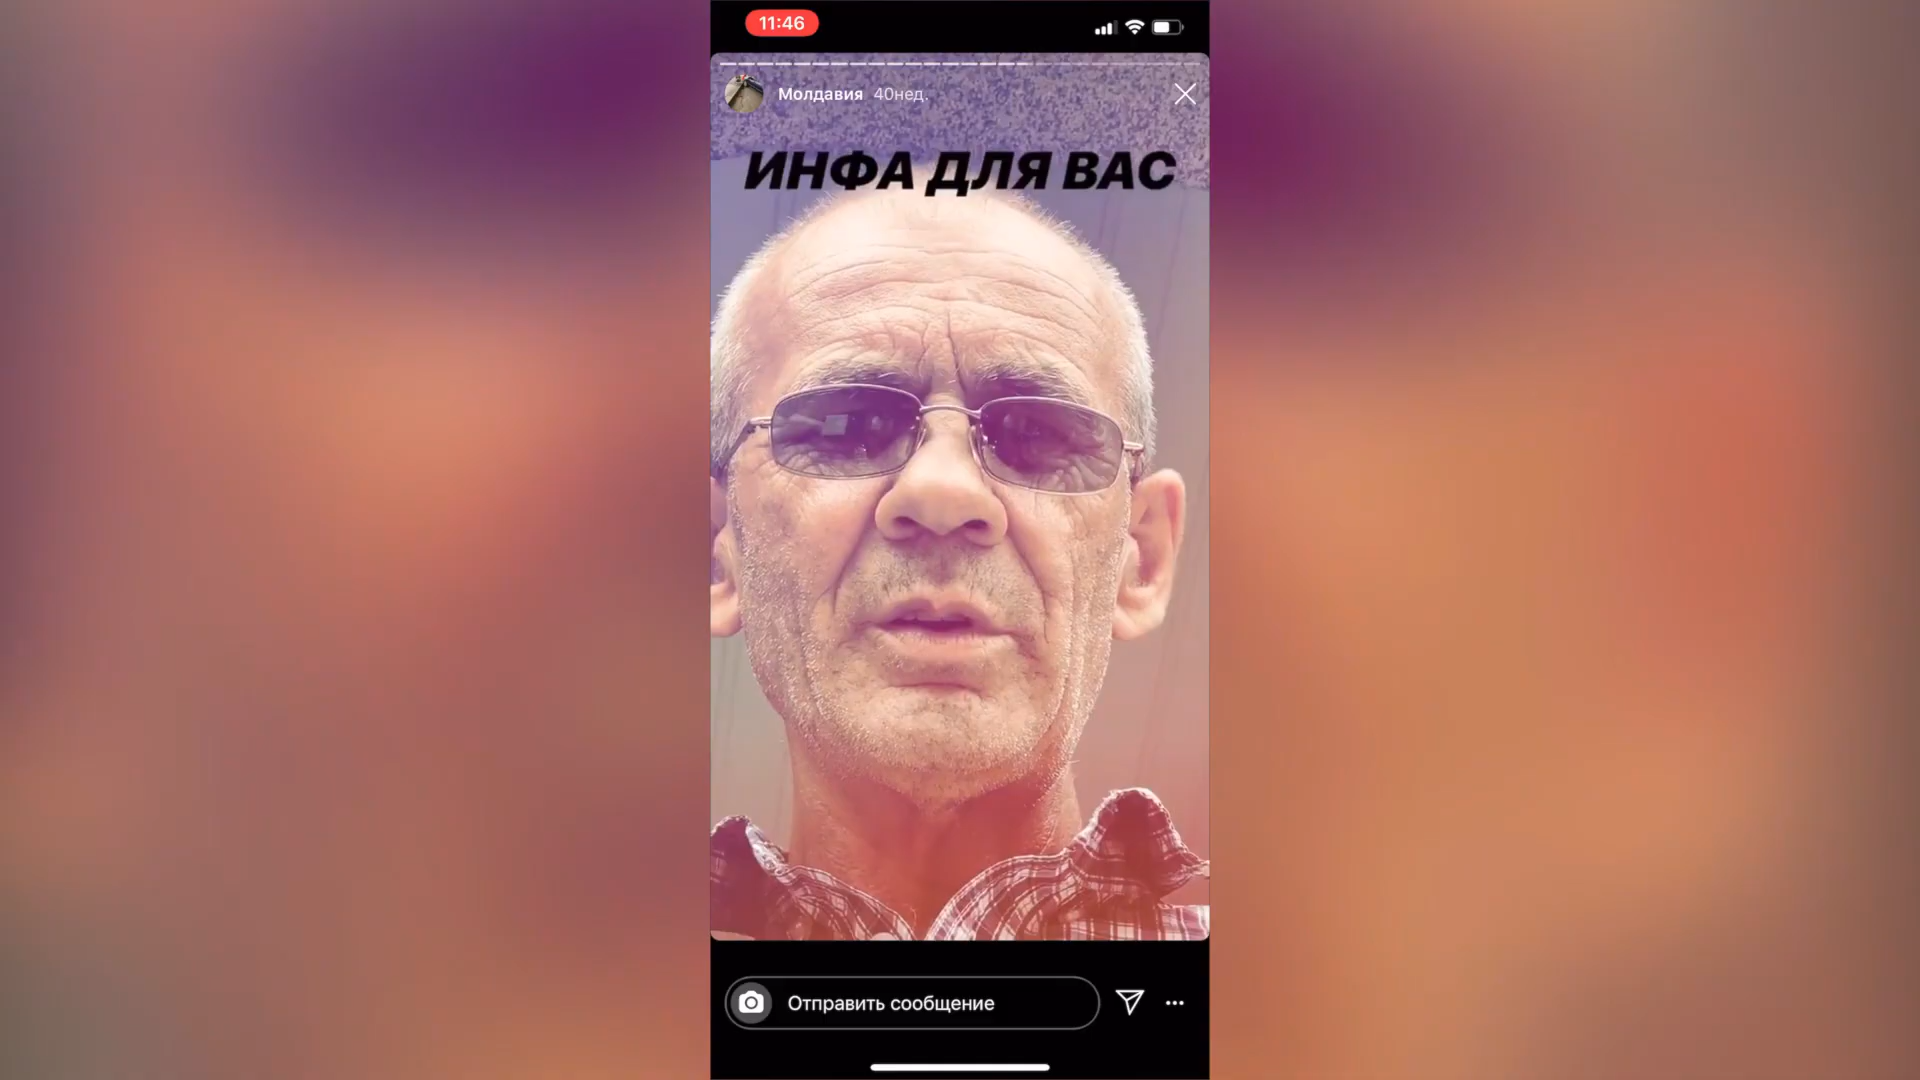 11:46
Молдавия 40нед.
ИНФА ДЛЯ ВАС
Отправить сообщение